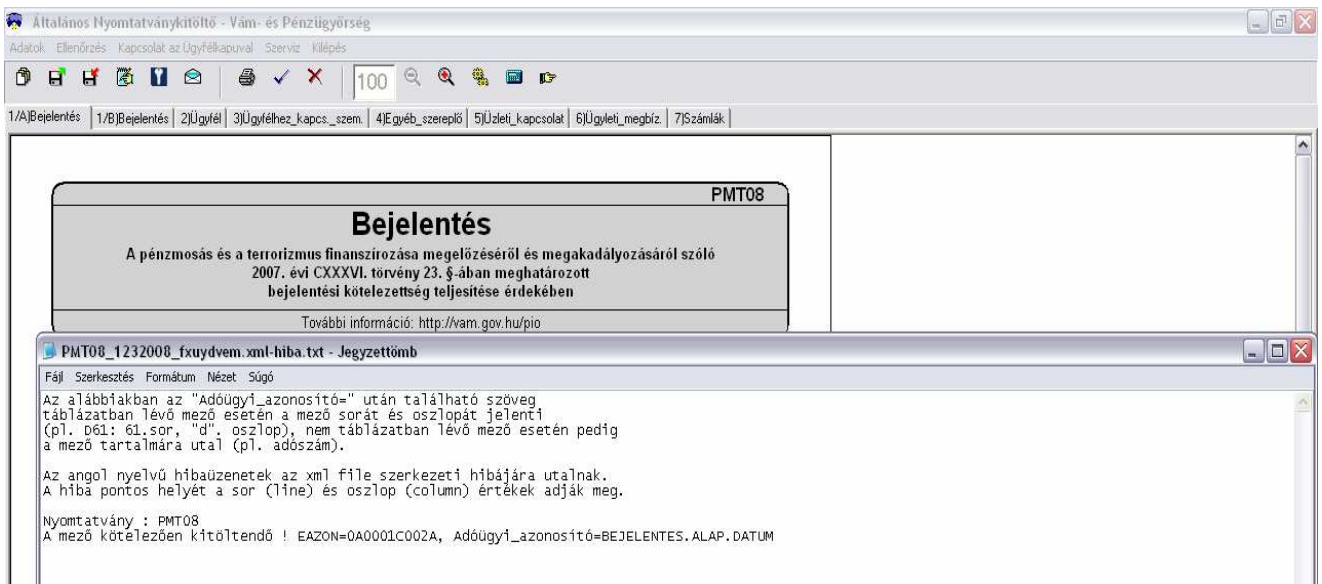 Általános Nyomtatványkitöltő - Vám- és Pénzügyőrség
Adatok Ellenőrzés Kapcsolat az Ügyfélkapuval Szerviz Kilépés
100
1/A)Bejelentés 1/B)Bejelentés 2)Ügyfél 3)Ügyfélhez_kapcs._szem. 4)Egyéb_szereplő 5)Üzleti_kapcsolat 6)Ügyleti_megbíz. 7)Számlák
PMT08
Bejelentés
A pénzmosás és a terrorizmus finanszírozása megelőzéséről és megakadályozásáról szóló
2007. évi CXXXVI. törvény 23. §-ában meghatározott
bejelentési kötelezettség teljesítése érdekében
További információ: http://vam.gov.hu/pio
PMT08_1232008_fxuydvem.xml-hiba.txt - Jegyzettömb
Fájl Szerkesztés Formátum Nézet Súgó
Az alábbiakban az "Adóügyi_azonosító=" után található szöveg
táblázatban lévő mező esetén a mező sorát és oszlopát jelenti
(pl. D61: 61.sor, "d". oszlop), nem táblázatban lévő mező esetén pedig
a mező tartalmára utal (pl. adószám).
Az angol nyelvű hibaüzenetek az xml file szerkezeti hibájára utalnak.
A hiba pontos helyét a sor (line) és oszlop (column) értékek adják meg.
Nyomtatvány : PMT08
A mező kötelezően kitöltendő ! EAZON=0A0001C002A, Adóügyi_azonosító=BEJELENTES.ALAP.DATUM